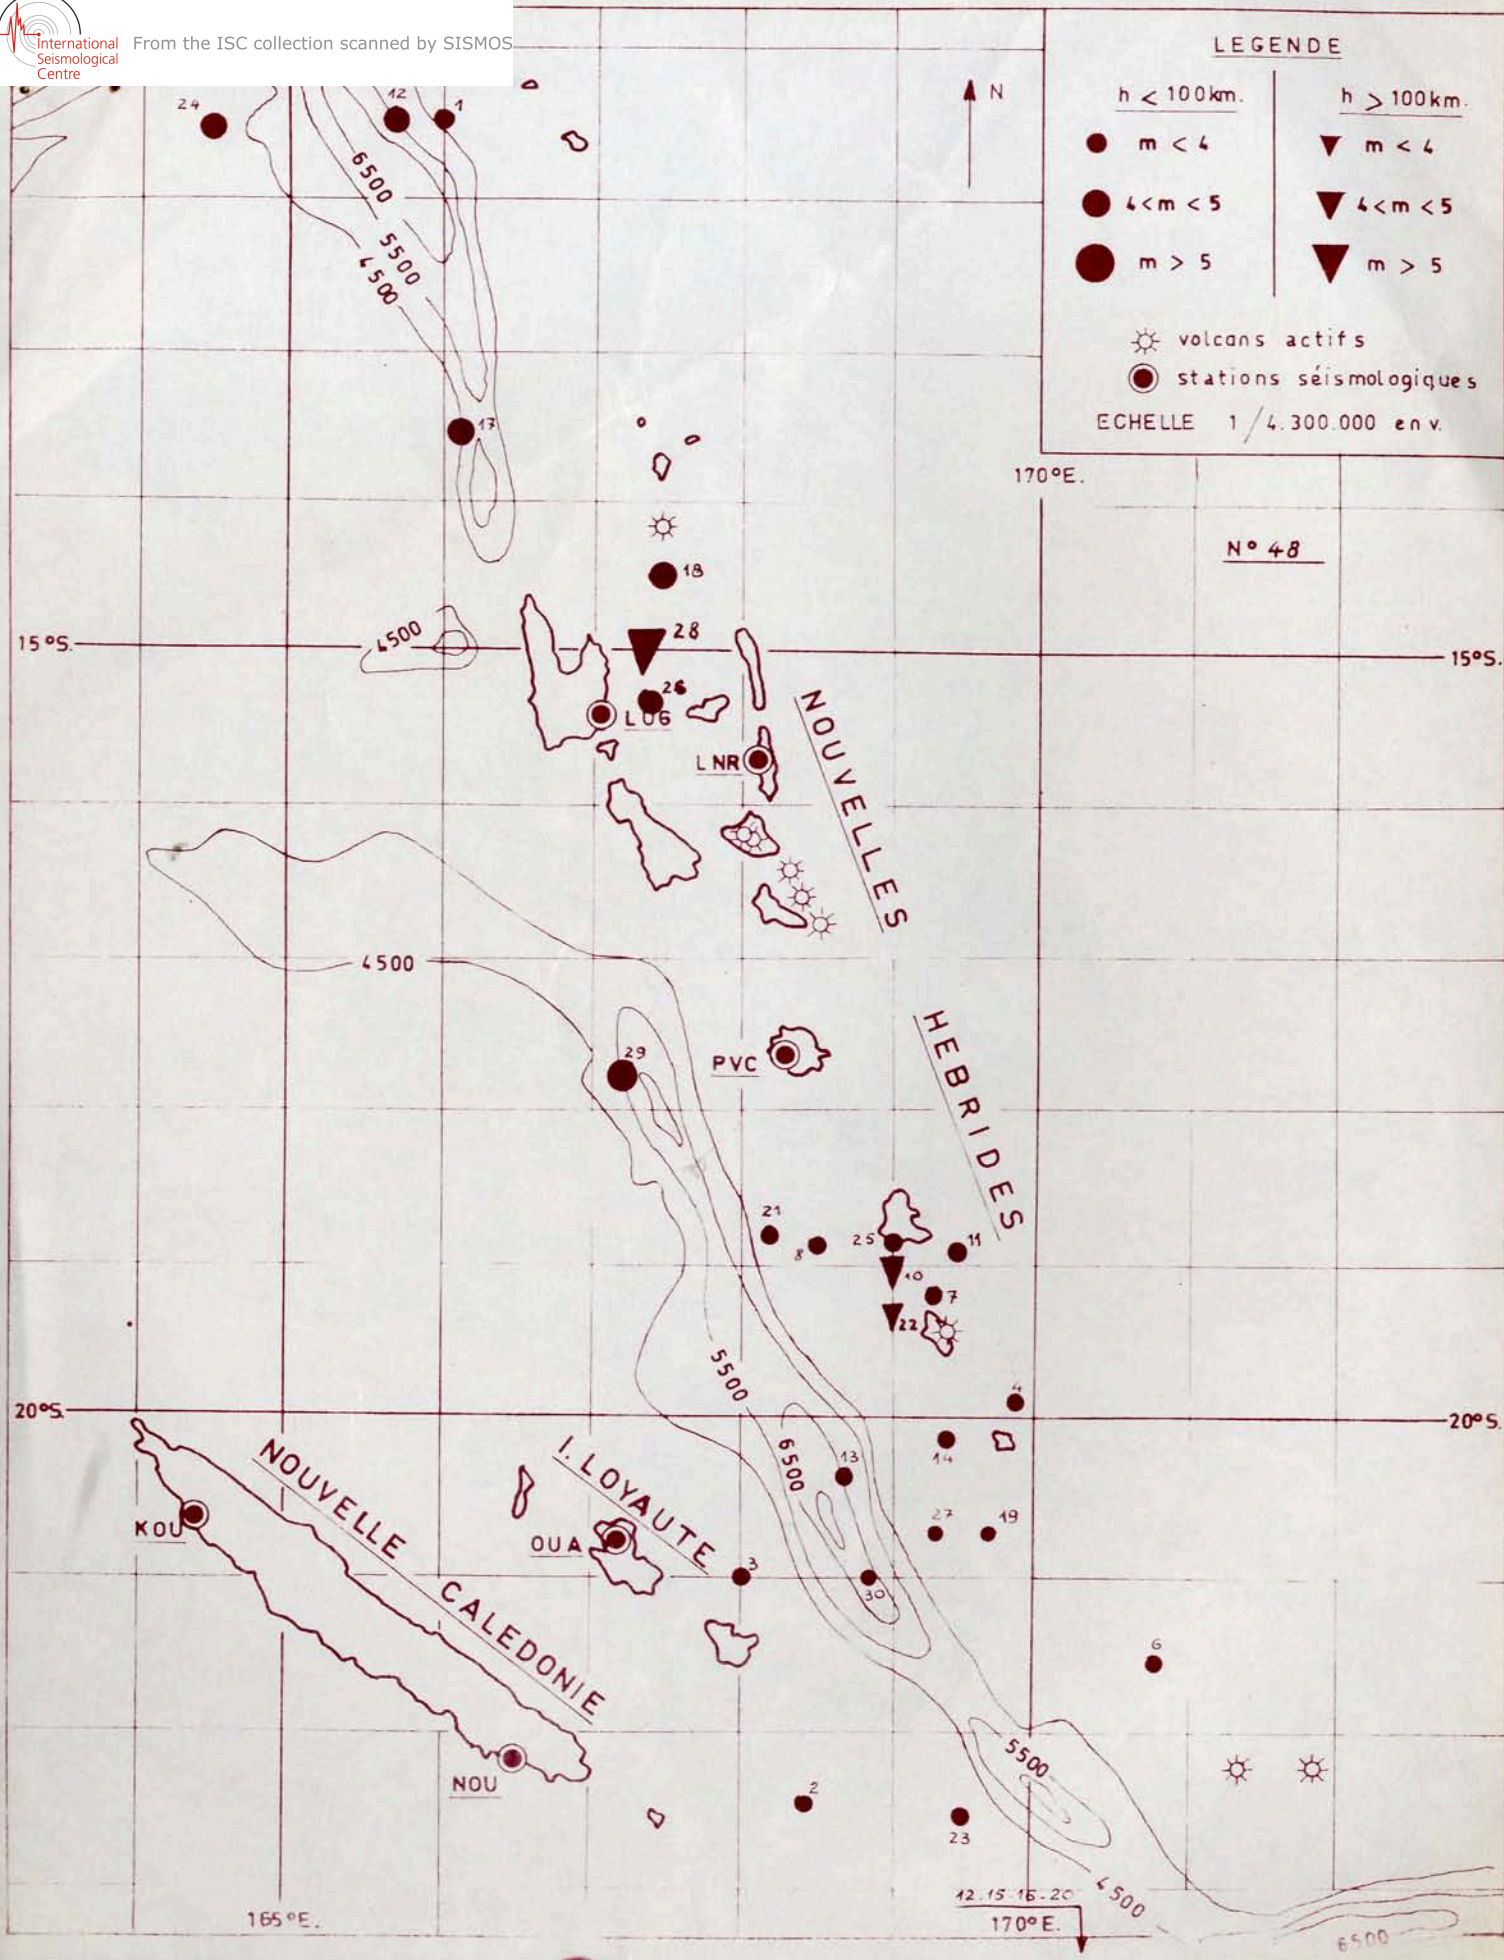 International
Seismological
Centre
From the ISC collection scanned by SISMOS
LEGENDE
h < 100km.
h > 100km.
m < 4
m < 4
4 < m < 5
4 < m < 5
m > 5
m > 5
volcans actifs
stations séismologiques
ECHELLE 1/4.300.000 env.
N
24
12
1
6500
5500
4500
17
170°E.
N° 48
18
15°S.
4500
28
15°S.
26
LUG
LNR
NOUVELLES
HEBRIDES
4500
29
PVC
21
8
25
11
10
7
22
5500
4
20°S.
20°S.
NOUVELLE CALEDONIE
I. LOYAUTE
6500
13
14
KOU
OUA
27
19
3
30
6
5500
NOU
2
23
4500
12.15.16.20
165°E.
170°E.
6500